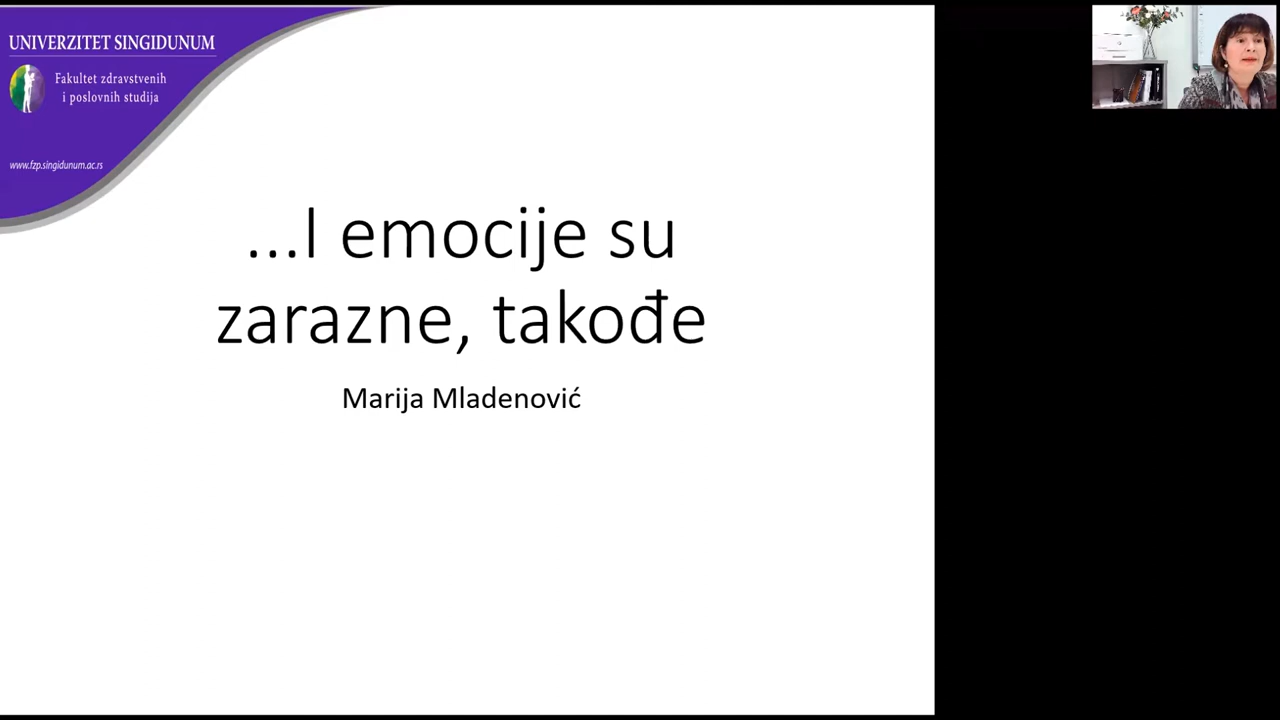 UNIVERZITET SINGIDUNUM
Fakultet zdravstvenih
i poslovnih studija
www.fzp.singidunum.ac.rs
...I emocije su
zarazne, takođe
Marija Mladenović